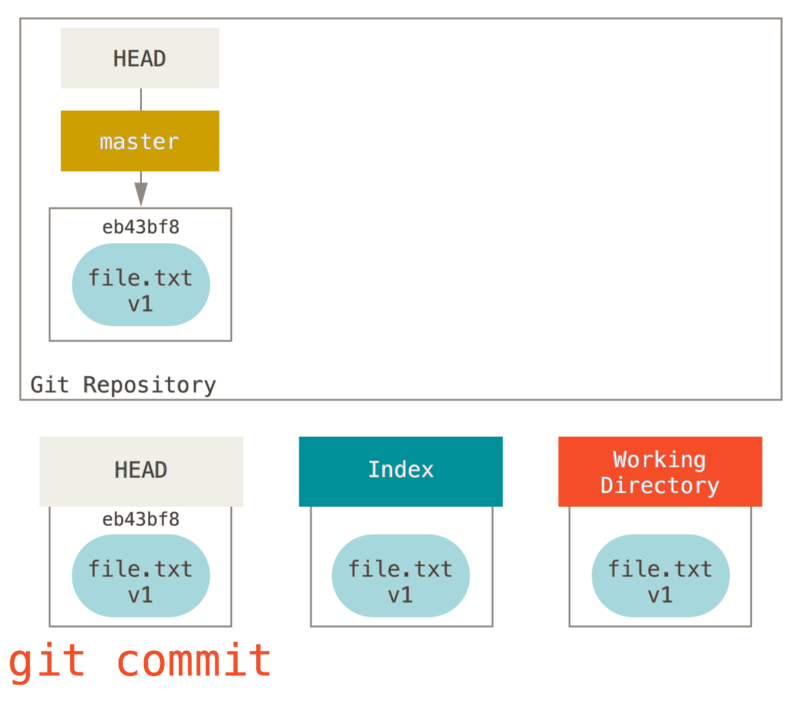 HEAD
master
eb43bf8
file.txt
v1
Git Repository
HEAD
Index
Working
Directory
eb43bf8
file.txt
v1
file.txt
v1
file.txt
v1
git commit